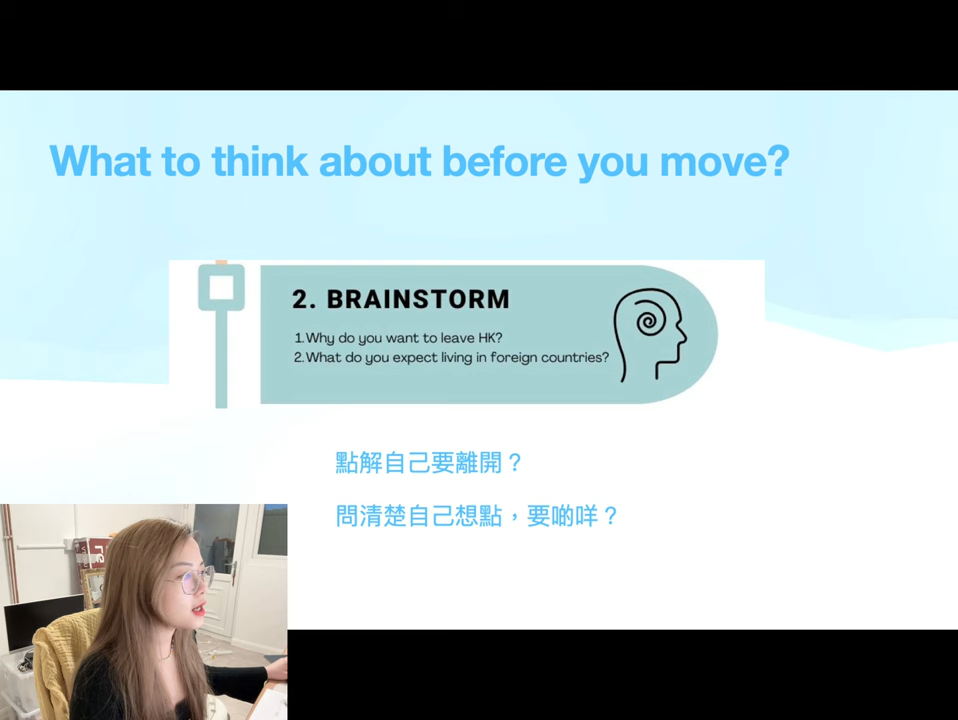 What to think about before you move?
2. BRAINSTORM
1.Why do you want to leave HK?
2.What do you expect living in foreign countries?
點解自己要離開？
問清楚自己想點，要啲咩？